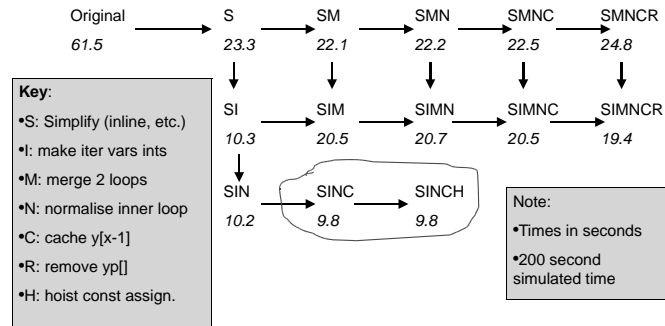 Original S SM SMN SMNC SMNCR
61.5 23.3 22.1 22.2 22.5 24.8
Key:
•S: Simplify (inline, etc.)
•I: make iter vars ints
•M: merge 2 loops
•N: normalise inner loop
•C: cache y[x-1]
•R: remove yp[]
•H: hoist const assign.
SI SIM SIMN SIMNC SIMNCR
10.3 20.5 20.7 20.5 19.4
SIN SINC SINCH
10.2 9.8 9.8
Note:
•Times in seconds
•200 second
simulated time